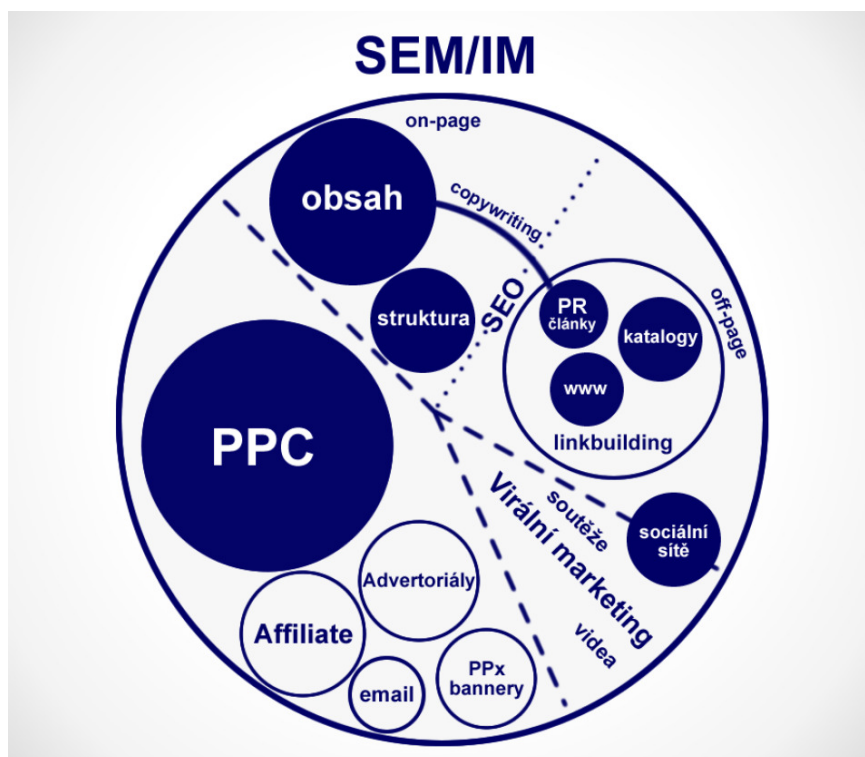 SEM/IM
on-page
obsah
copywriting
struktura
SEO
off-page
PR
články
katalogy
www
linkbuilding
PPC
soutěže
Virální marketing
videa
sociální
sítě
Advertoriály
Affiliate
email
PPx
bannery